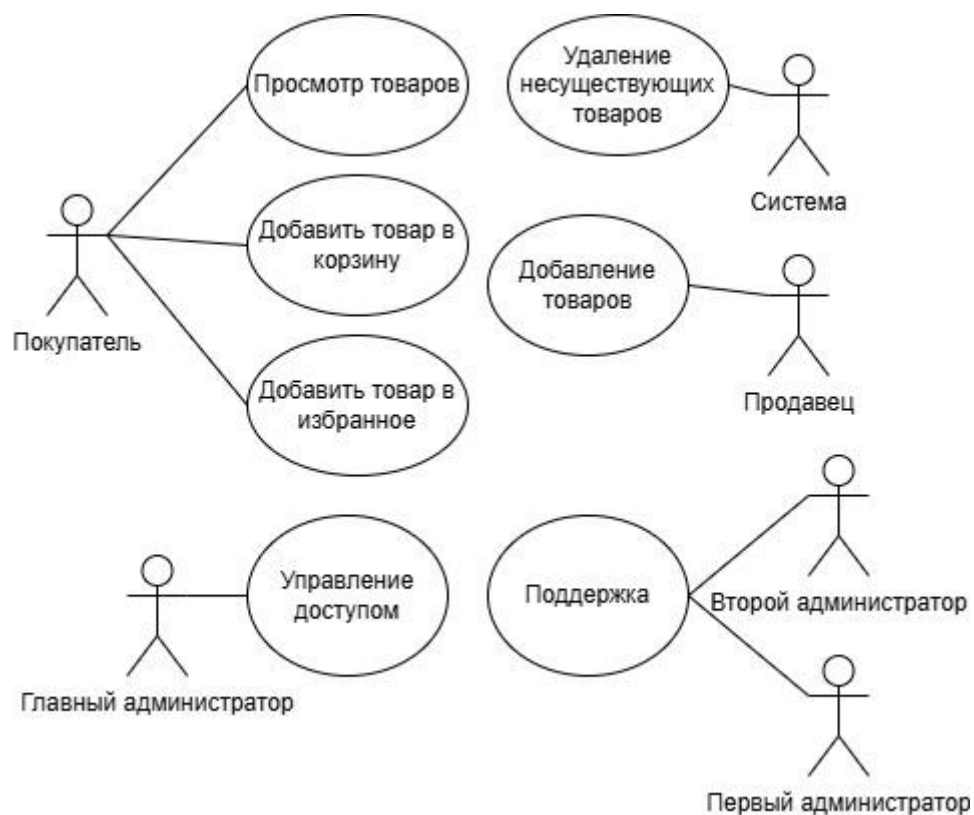 Просмотр товаров
Удаление
несуществующих
товаров
Система
Добавить товар в
корзину
Добавление
товаров
Покупатель
Продавец
Добавить товар в
избранное
Управление
доступом
Поддержка
Второй администратор
Главный администратор
Первый администратор